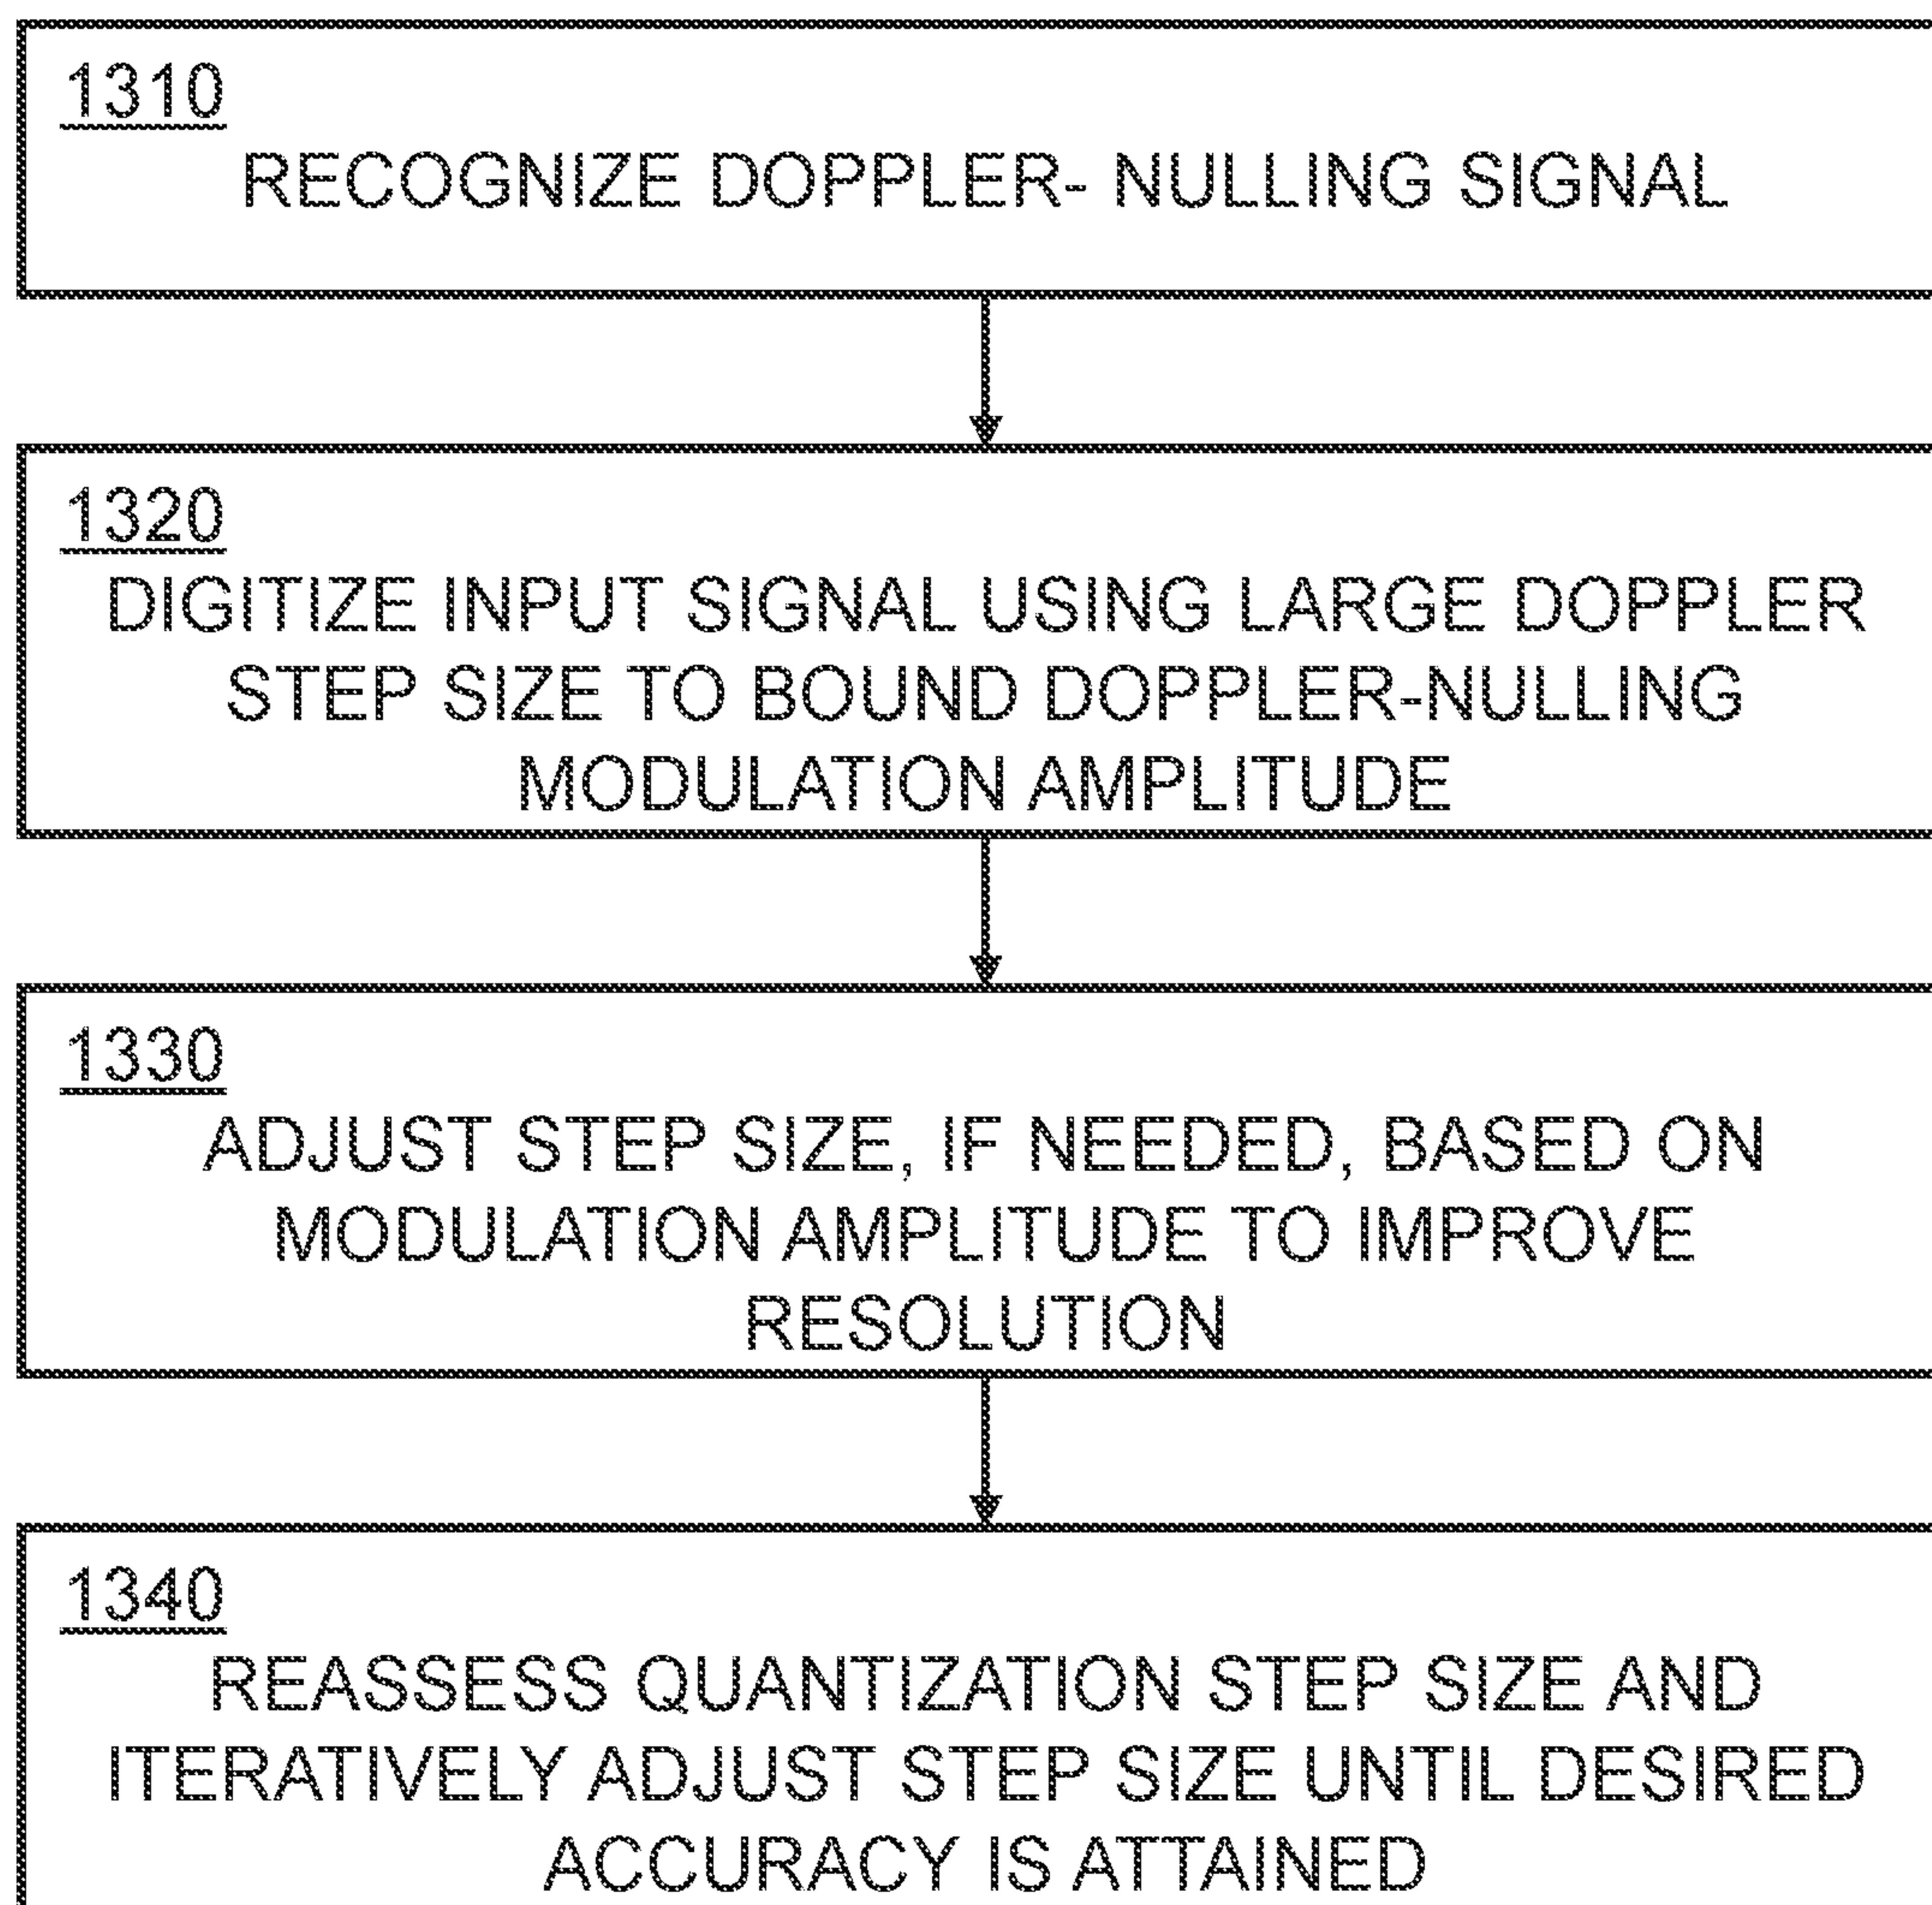 1310
RECOGNIZE DOPPLER- NULLING SIGNAL
1320
DIGITIZE INPUT SIGNAL USING LARGE DOPPLER
STEP SIZE TO BOUND DOPPLER-NULLING
MODULATION AMPLITUDE
1330
ADJUST STEP SIZE, IF NEEDED, BASED ON
MODULATION AMPLITUDE TO IMPROVE
RESOLUTION
1340
REASSESS QUANTIZATION STEP SIZE AND
ITERATIVELY ADJUST STEP SIZE UNTIL DESIRED
ACCURACY IS ATTAINED